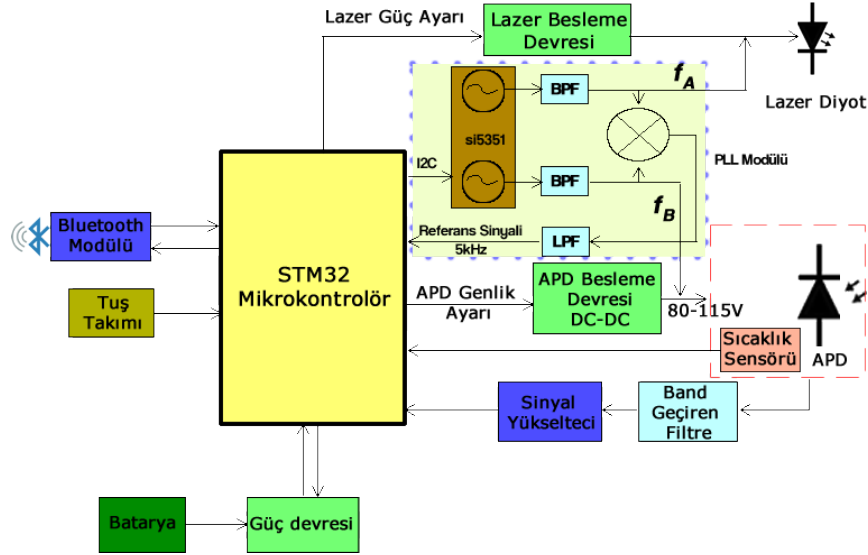 Lazer Güç Ayarı
Lazer Besleme
Devresi
Lazer Diyot
BPF
f_A
si5351
I2C
PLL Modülü
BPF
f_B
Referans Sinyali
5kHz
LPF
Bluetooth
Modülü
STM32
Mikrokontrolör
Tuş
Takımı
APD Genlik
Ayarı
APD Besleme
Devresi
DC-DC
80-115V
Sıcaklık
Sensörü
APD
Sinyal
Yükselteci
Band
Geçiren
Filtre
Batarya
Güç devresi